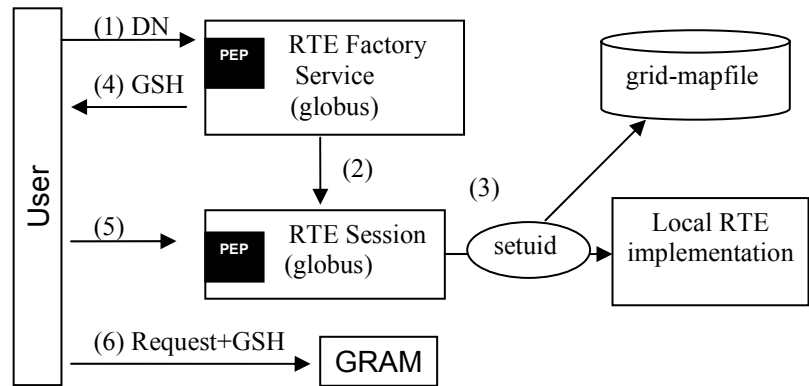 (1) DN
PEP
RTE Factory
Service
(globus)
grid-mapfile
(4) GSH
(2)
(3)
User
(5)
PEP
RTE Session
(globus)
setuid
Local RTE
implementation
(6) Request+GSH
GRAM